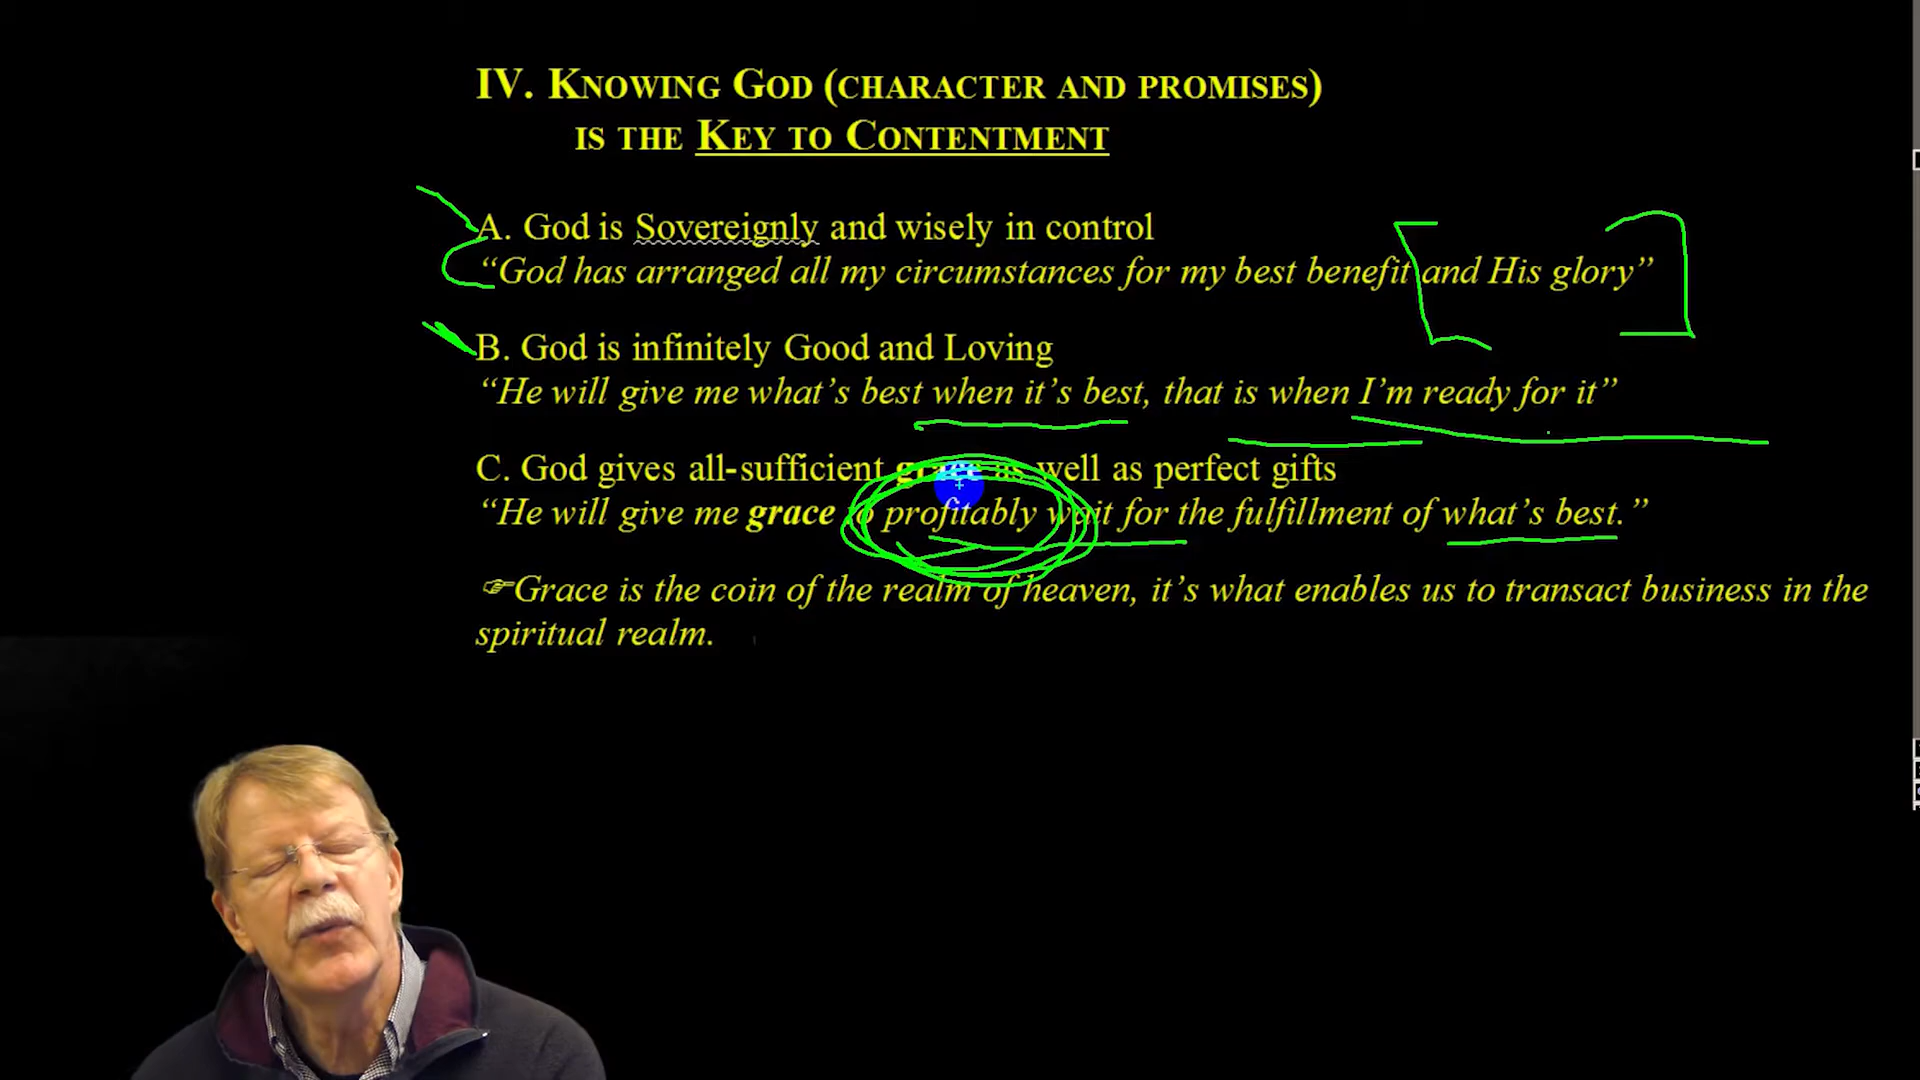 IV. KNOWING GOD (CHARACTER AND PROMISES)
IS THE KEY TO CONTENTMENT
A. God is Sovereignly and wisely in control
“God has arranged all my circumstances for my best benefit and His glory”
B. God is infinitely Good and Loving
“He will give me what’s best when it’s best, that is when I’m ready for it”
C. God gives all-sufficient grace as well as perfect gifts
“He will give me grace to profitably wait for the fulfillment of what’s best.”
☞Grace is the coin of the realm of heaven, it’s what enables us to transact business in the
spiritual realm.